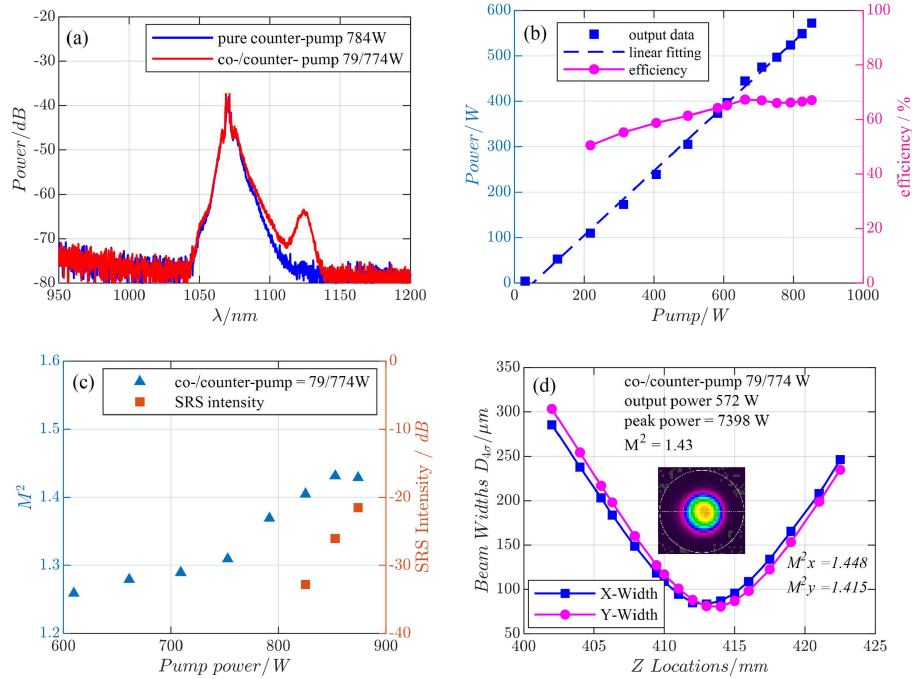 (a)
pure counter-pump 784W
co-/counter- pump 79/774W
-20
-30
-40
-50
-60
-70
-80
Power/dB
950 1000 1050 1100 1150 1200
λ/nm
(b)
output data
linear fitting
efficiency
600
500
400
300
200
100
0
Power/W
100
80
60
40
20
0
efficiency / %
0 200 400 600 800 1000
Pump/W
(c)
co-/counter-pump = 79/774W
SRS intensity
1.6
1.5
1.4
1.3
1.2
M²
0
-10
-20
-30
-40
SRS Intensity / dB
600 700 800 900
Pump power/W
(d)
co-/counter-pump 79/774 W
output power 572 W
peak power = 7398 W
M² = 1.43
350
300
250
200
150
100
50
Beam Widths D4σ/μm
M²x =1.448
M²y =1.415
X-Width
Y-Width
400 405 410 415 420 425
Z Locations/mm